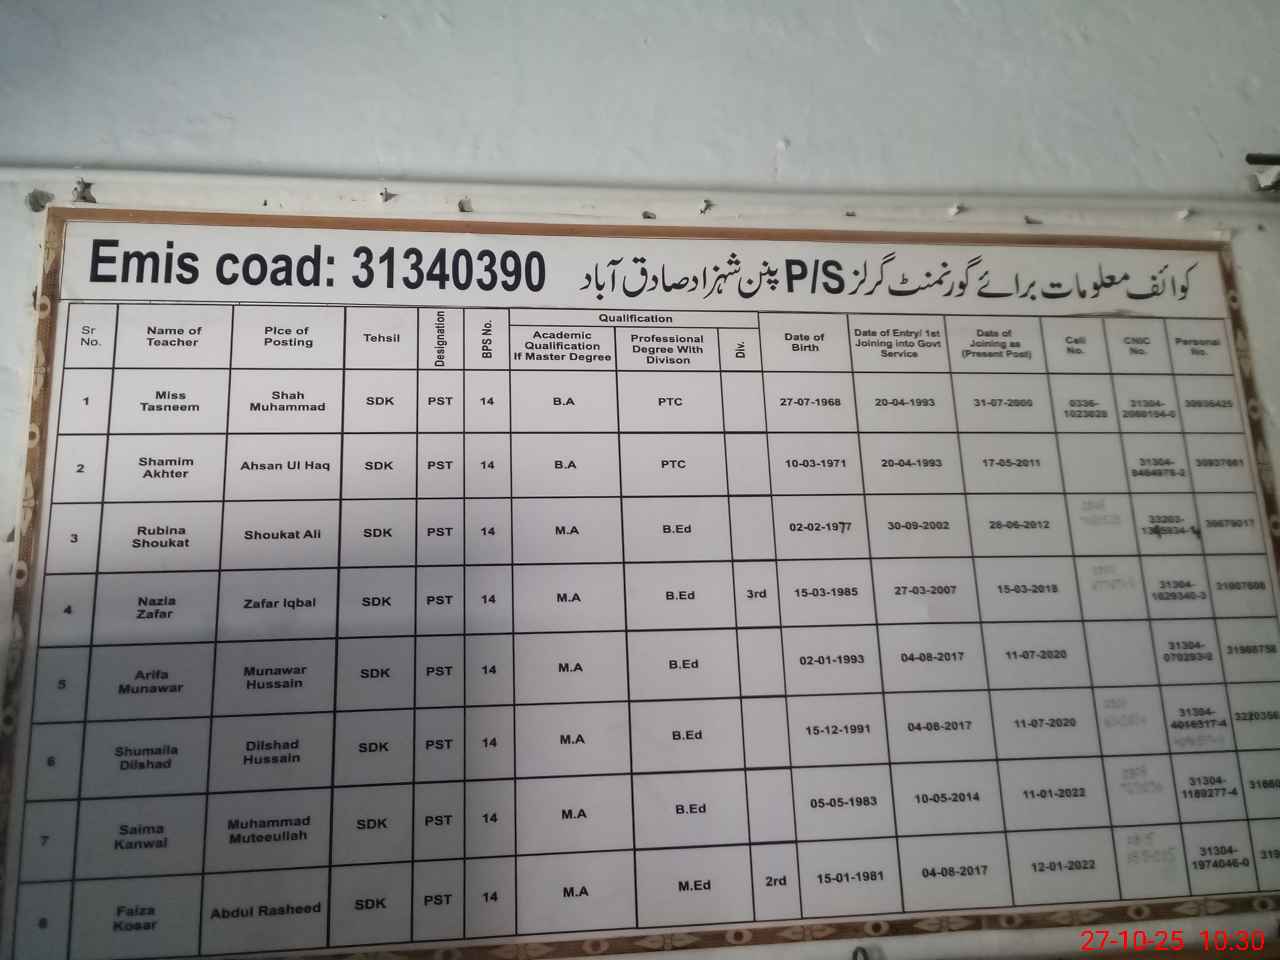 Emis coad: 31340390 کوائف معلومات برائے گورنمنٹ گرلز P/S پنن شہزاد صادق آباد
Sr No. | Name of Teacher | Plce of Posting | Tehsil | Designation | BPS No. | Qualification | Date of Birth | Date of Entry/ 1st Joining into Govt Service | Date of Joining as (Present Post) | Cell No. | CNIC No. | Personal No.
Academic Qualification If Master Degree | Professional Degree With Divison | Div.
1 | Miss Tasneem | Shah Muhammad | SDK | PST | 14 | B.A | PTC | 27-07-1968 | 20-04-1993
2 | Shamim Akhter | Ahsan Ul Haq | SDK | PST | 14 | B.A | PTC | 10-03-1971 | 20-04-1993 | 17-05-2011
3 | Rubina Shoukat | Shoukat Ali | SDK | PST | 14 | M.A | B.Ed | 02-02-1977 | 30-09-2002 | 28-06-2012
4 | Nazia Zafar | Zafar Iqbal | SDK | PST | 14 | M.A | B.Ed | 3rd | 15-03-1985 | 27-03-2007 | 15-03-2018
5 | Arifa Munawar | Munawar Hussain | SDK | PST | 14 | M.A | B.Ed | 02-01-1993 | 04-08-2017 | 11-07-2020
6 | Shumaila Dilshad | Dilshad Hussain | SDK | PST | 14 | M.A | B.Ed | 15-12-1991 | 04-08-2017 | 11-07-2020
7 | Saima Kanwal | Muhammad Muteeullah | SDK | PST | 14 | M.A | B.Ed | 05-05-1983 | 10-05-2014 | 11-01-2022 | 31304-1189277-4
8 | Faiza Kosar | Abdul Rasheed | SDK | PST | 14 | M.A | M.Ed | 2rd | 15-01-1981 | 04-08-2017 | 12-01-2022 | 31304-1974046-0
27-10-25 10:30